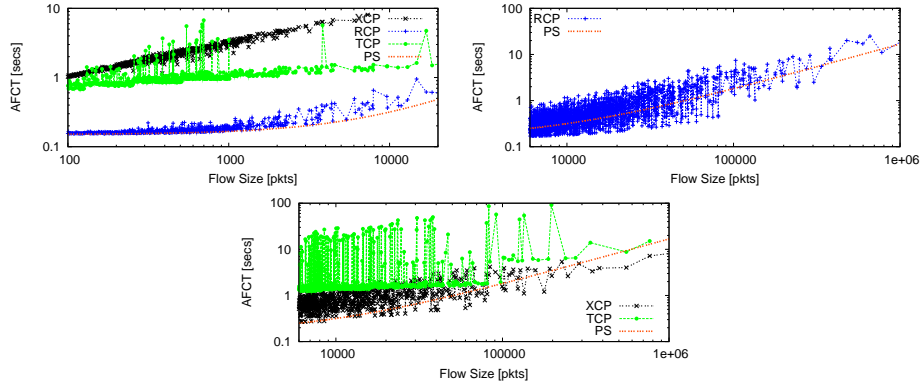 10
1
0.1
100
1000
10000
AFCT [secs]
Flow Size [pkts]
XCP
RCP
TCP
PS
100
10
1
0.1
10000
100000
1e+06
AFCT [secs]
Flow Size [pkts]
RCP
PS
100
10
1
0.1
10000
100000
1e+06
AFCT [secs]
Flow Size [pkts]
XCP
TCP
PS